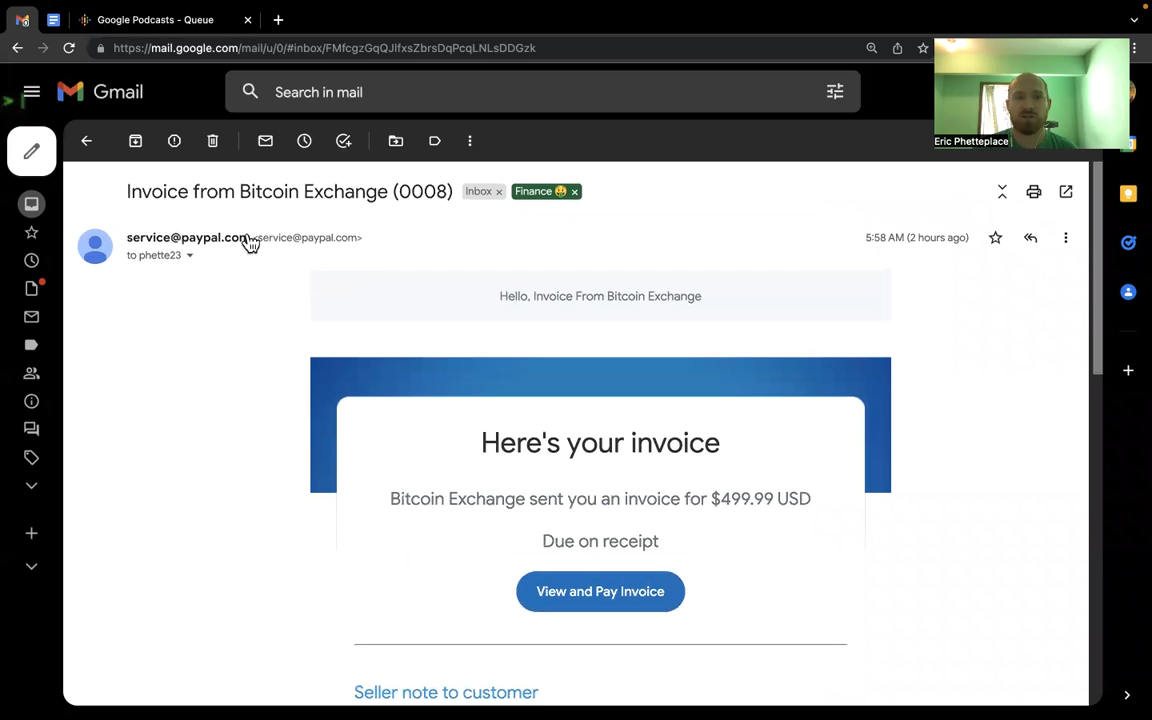 Google Podcasts - Queue
https://mail.google.com/mail/u/0/#inbox/FMfcgzGqQJlfxsZbrsDqPcqLNLsDDGzk
Gmail
Search in mail
Eric Phetteplace
Invoice from Bitcoin Exchange (0008)
Inbox x
Finance 🤑 x
service@paypal.com <service@paypal.com>
5:58 AM (2 hours ago)
to phette23
Hello, Invoice From Bitcoin Exchange
Here's your invoice
Bitcoin Exchange sent you an invoice for $499.99 USD
Due on receipt
View and Pay Invoice
Seller note to customer